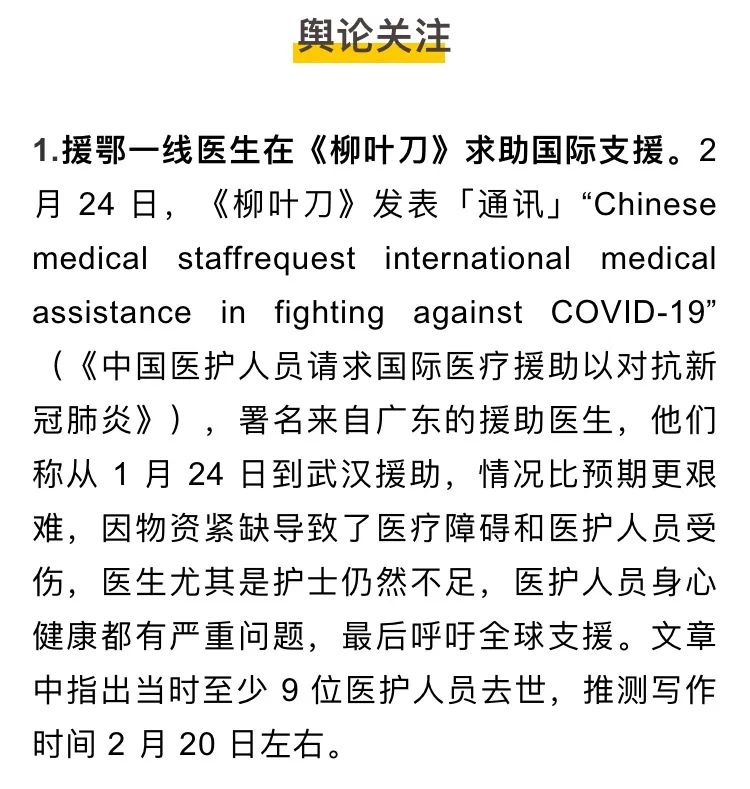 舆论关注
1.援鄂一线医生在《柳叶刀》求助国际支援。2
月 24 日，《柳叶刀》发表「通讯」“Chinese
medical staffrequest international medical
assistance in fighting against COVID-19”
（《中国医护人员请求国际医疗援助以对抗新
冠肺炎》），署名来自广东的援助医生，他们
称从 1 月 24 日到武汉援助，情况比预期更艰
难，因物资紧缺导致了医疗障碍和医护人员受
伤，医生尤其是护士仍然不足，医护人员身心
健康都有严重问题，最后呼吁全球支援。文章
中指出当时至少 9 位医护人员去世，推测写作
时间 2 月 20 日左右。